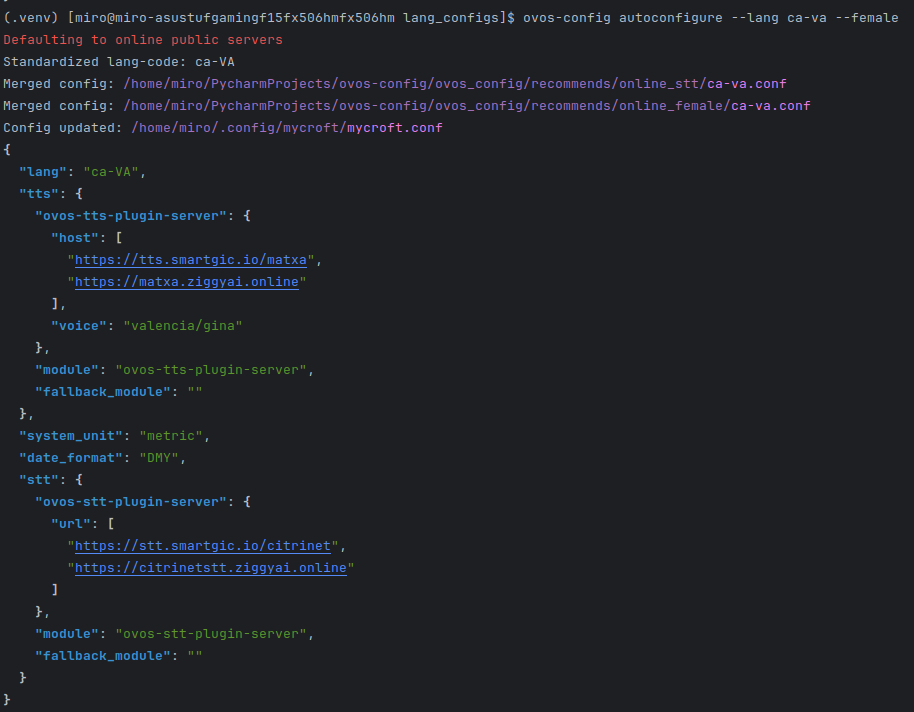 (.venv) [miro@miro-asustufgamingf15fx506hmfx506hm lang_configs]$ ovos-config autoconfigure --lang ca-va --female
Defaulting to online public servers
Standardized lang-code: ca-VA
Merged config: /home/miro/PycharmProjects/ovos-config/ovos_config/recommends/online_stt/ca-va.conf
Merged config: /home/miro/PycharmProjects/ovos-config/ovos_config/recommends/online_female/ca-va.conf
Config updated: /home/miro/.config/mycroft/mycroft.conf
{
  "lang": "ca-VA",
  "tts": {
    "ovos-tts-plugin-server": {
      "host": [
        "https://tts.smartgic.io/matxa",
        "https://matxa.ziggyai.online"
      ],
      "voice": "valencia/gina"
    },
    "module": "ovos-tts-plugin-server",
    "fallback_module": ""
  },
  "system_unit": "metric",
  "date_format": "DMY",
  "stt": {
    "ovos-stt-plugin-server": {
      "url": [
        "https://stt.smartgic.io/citrinet",
        "https://citrinetstt.ziggyai.online"
      ]
    },
    "module": "ovos-stt-plugin-server",
    "fallback_module": ""
  }
}